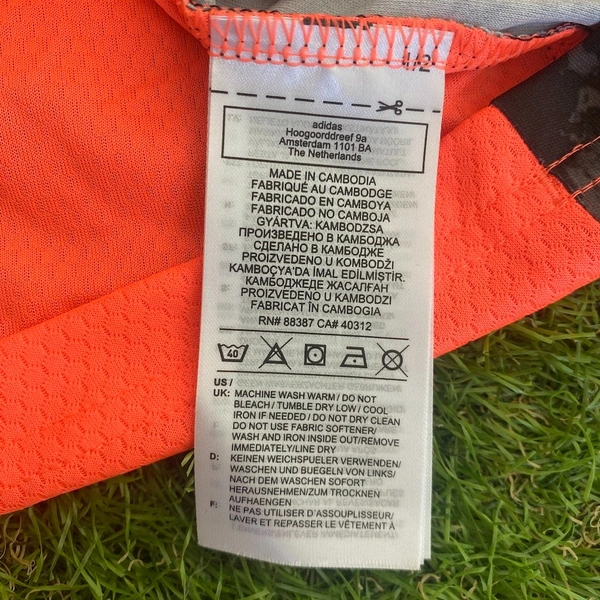 1/2
adidas
Hoogoorddreef 9a
Amsterdam 1101 BA
The Netherlands
MADE IN CAMBODIA
FABRIQUÉ AU CAMBODGE
FABRICADO EN CAMBOYA
FABRICADO NO CAMBOJA
GYÁRTVA: KAMBODZSA
ПРОИЗВЕДЕНО В КАМБОДЖА
СДЕЛАНО В КАМБОДЖЕ
PROIZVEDENO U KOMBODŽI
KAMBOÇYA'DA İMAL EDİLMİŞTİR.
КАМБОДЖЕДЕ ЖАСАЛҒАН
PROIZVEDENO U KAMBODZI
FABRICAT ÎN CAMBOGIA
RN# 88387 CA# 40312
40
US /
UK: MACHINE WASH WARM / DO NOT
BLEACH / TUMBLE DRY LOW / COOL
IRON IF NEEDED / DO NOT DRY CLEAN
DO NOT USE FABRIC SOFTENER/
WASH AND IRON INSIDE OUT/REMOVE
IMMEDIATELY/LINE DRY
D: KEINEN WEICHSPUELER VERWENDEN/
WASCHEN UND BUEGELN VON LINKS/
NACH DEM WASCHEN SOFORT
HERAUSNEHMEN/ZUM TROCKNEN
AUFHAENGEN
F: NE PAS UTILISER D'ASSOUPLISSEUR/
LAVER ET REPASSER LE VÊTEMENT À